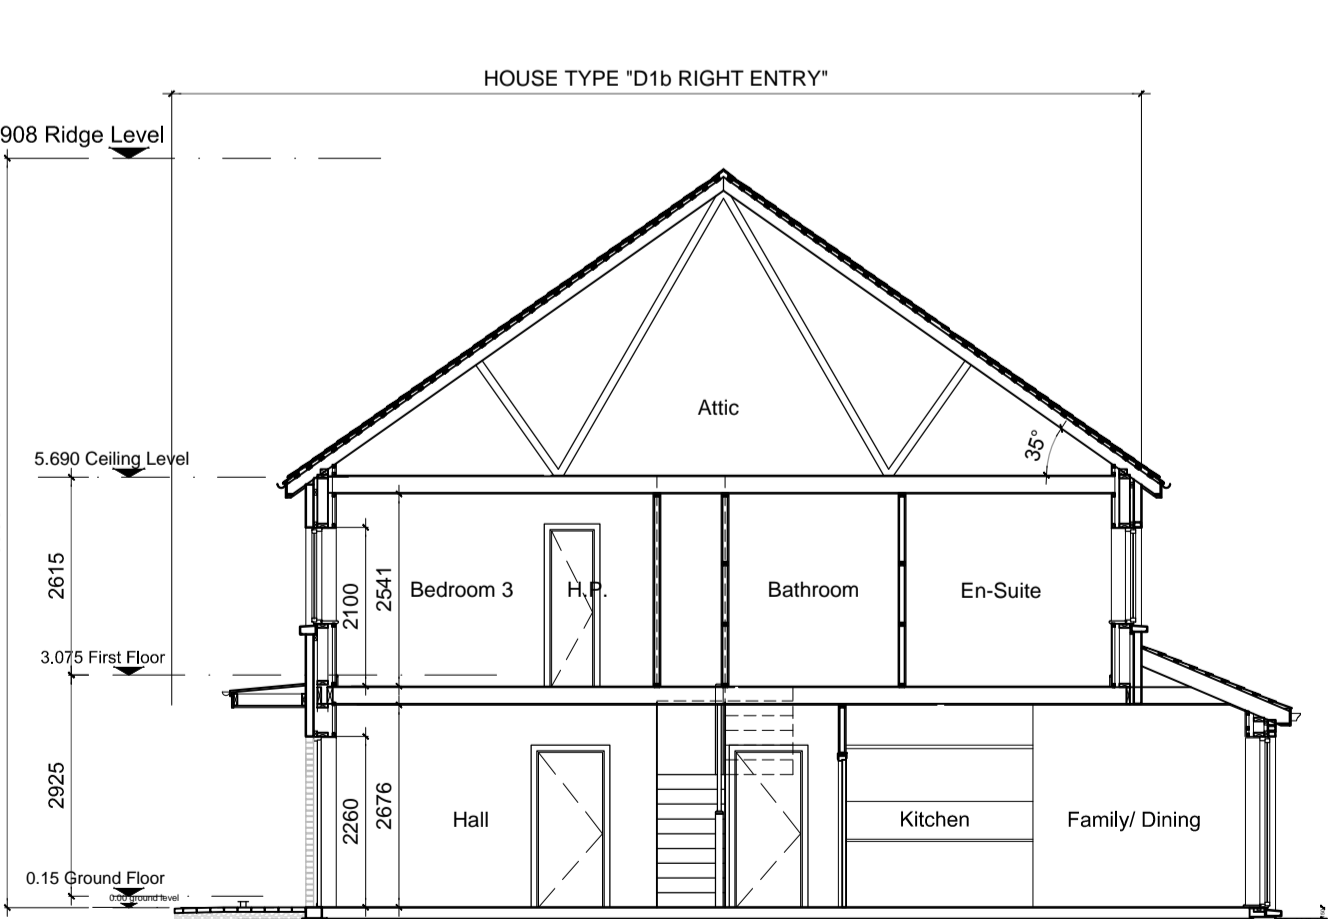 HOUSE TYPE "D1b RIGHT ENTRY"
908 Ridge Level
Attic
35°
5.690 Ceiling Level
2615
2100
2541
Bedroom 3
H.P.
Bathroom
En-Suite
3.075 First Floor
2925
2260
2676
Hall
Kitchen
Family/ Dining
0.15 Ground Floor
0.00 ground level